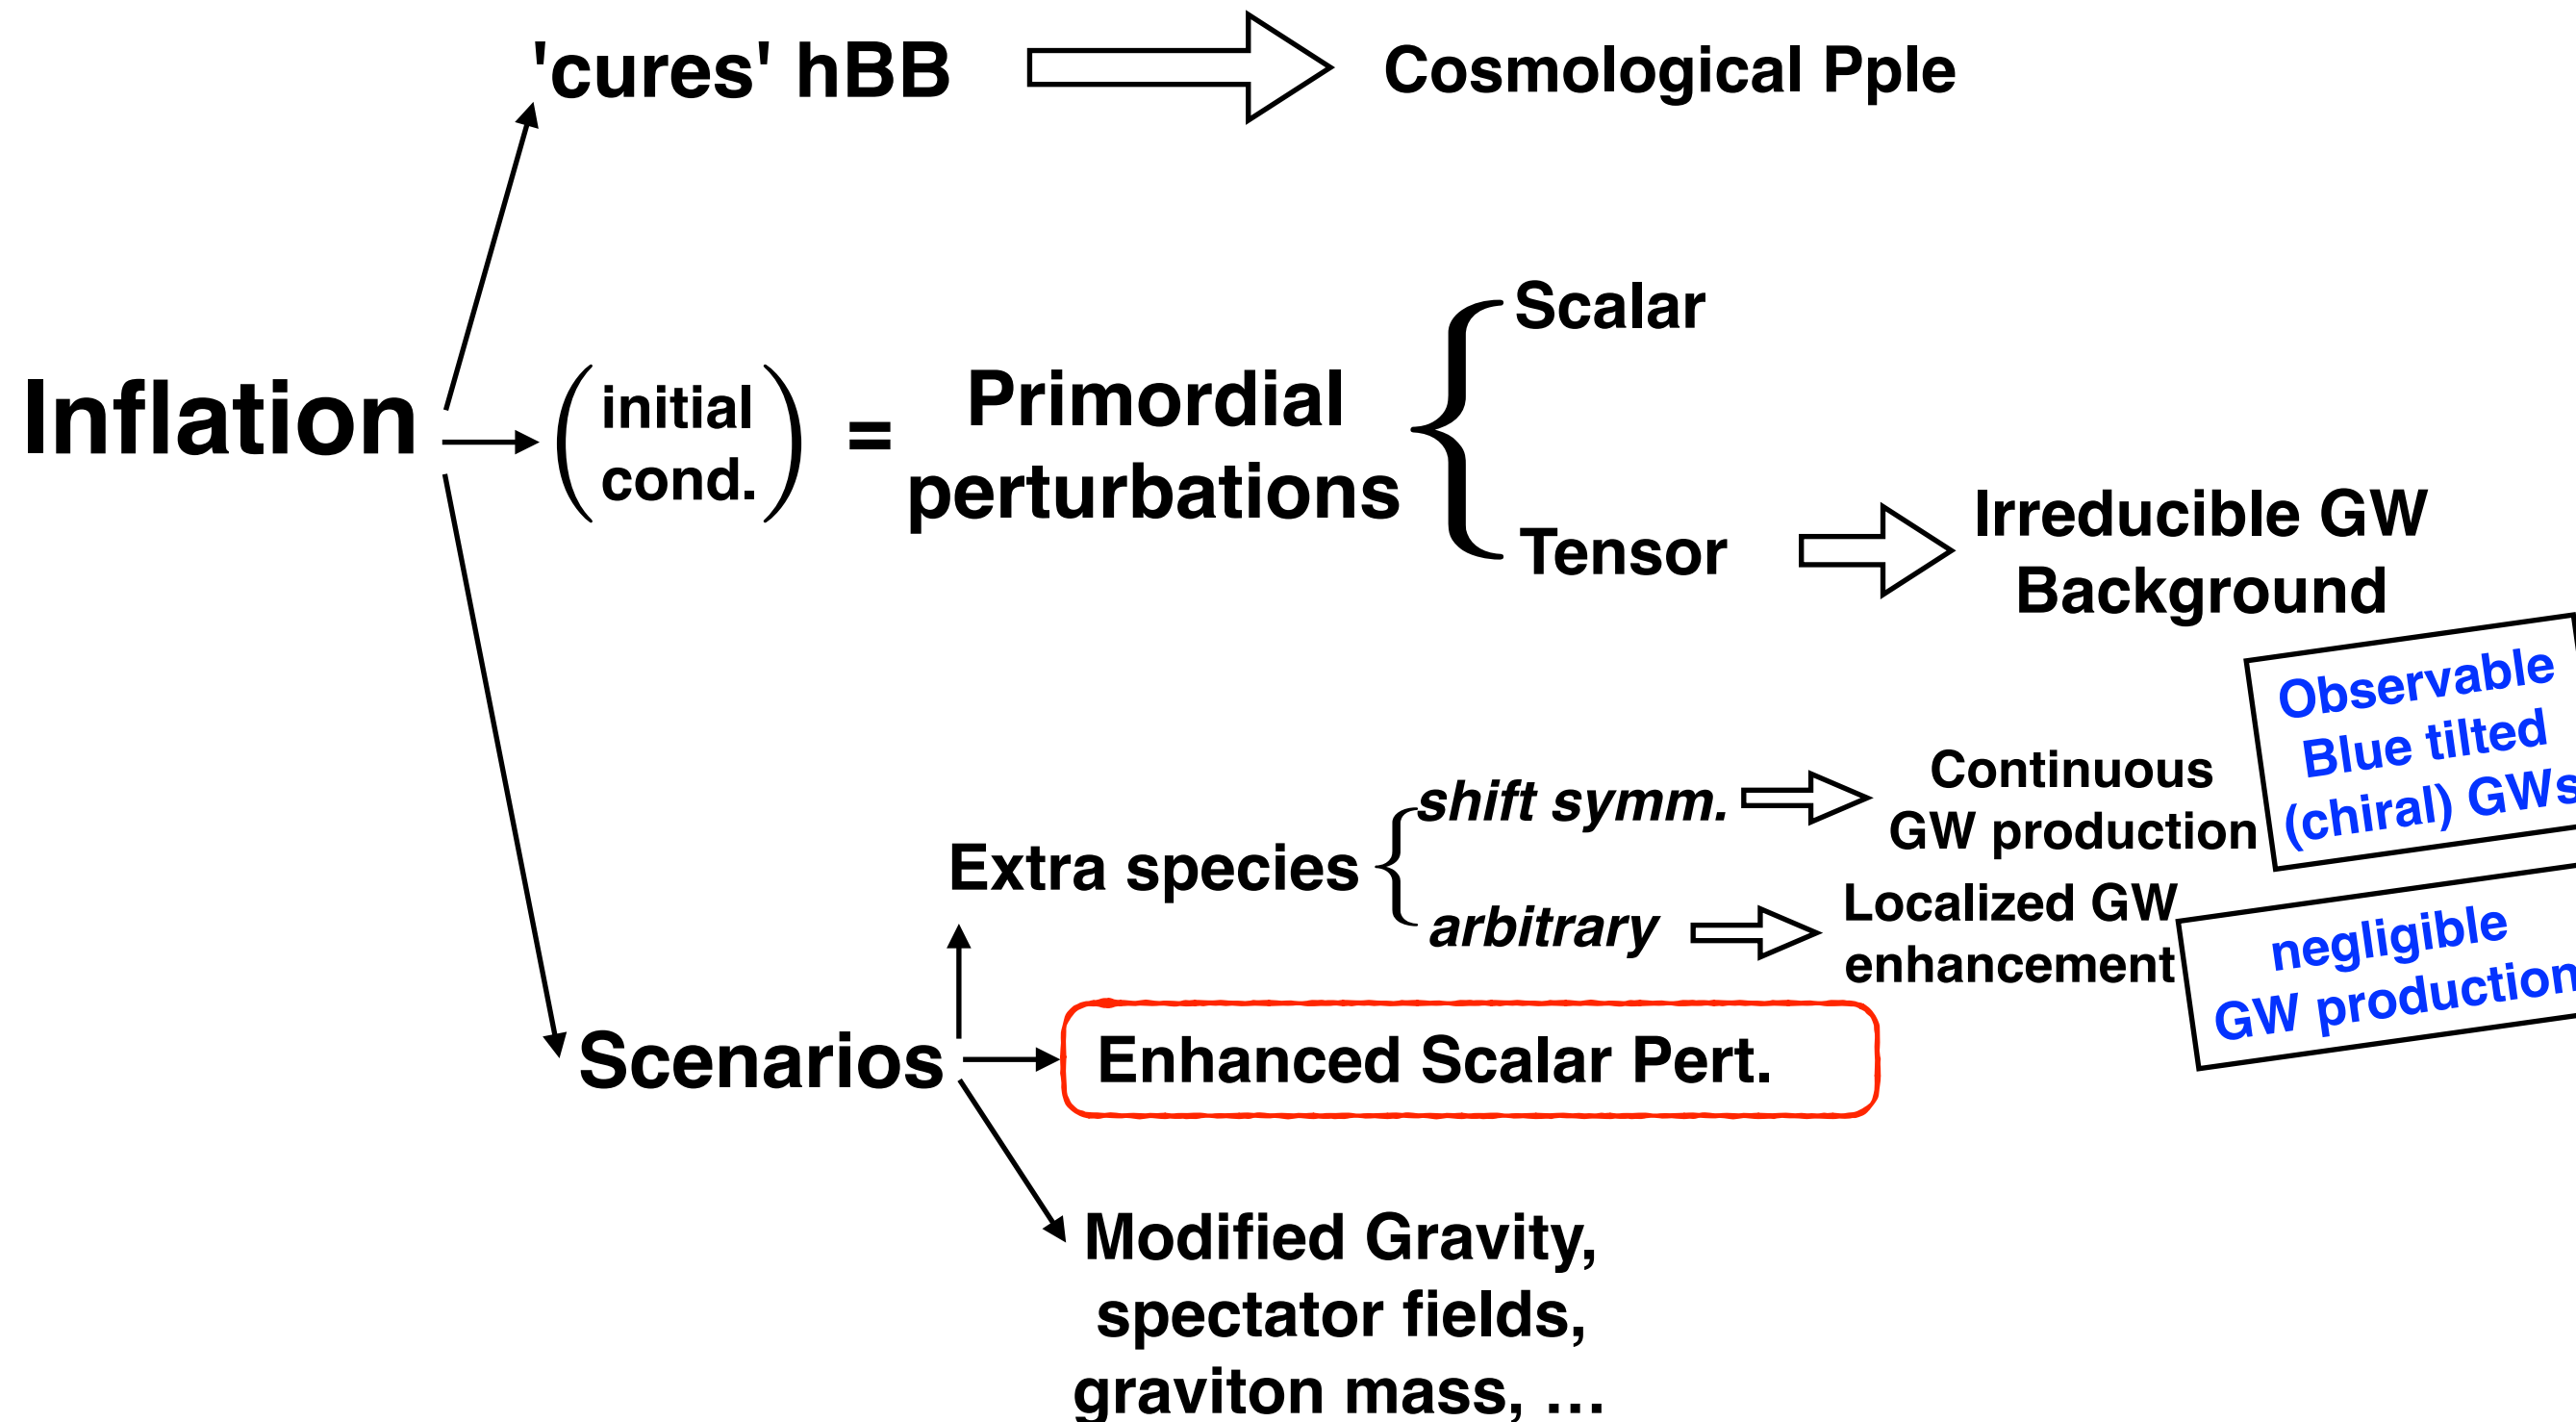 'cures' hBB
Cosmological Pple
Inflation
initial
cond.
=
Primordial
perturbations
Scalar
Tensor
Irreducible GW
Background
Observable
Blue tilted
(chiral) GWs
Extra species
shift symm.
Continuous
GW production
arbitrary
Localized GW
enhancement
negligible
GW production
Scenarios
Enhanced Scalar Pert.
Modified Gravity,
spectator fields,
graviton mass, …